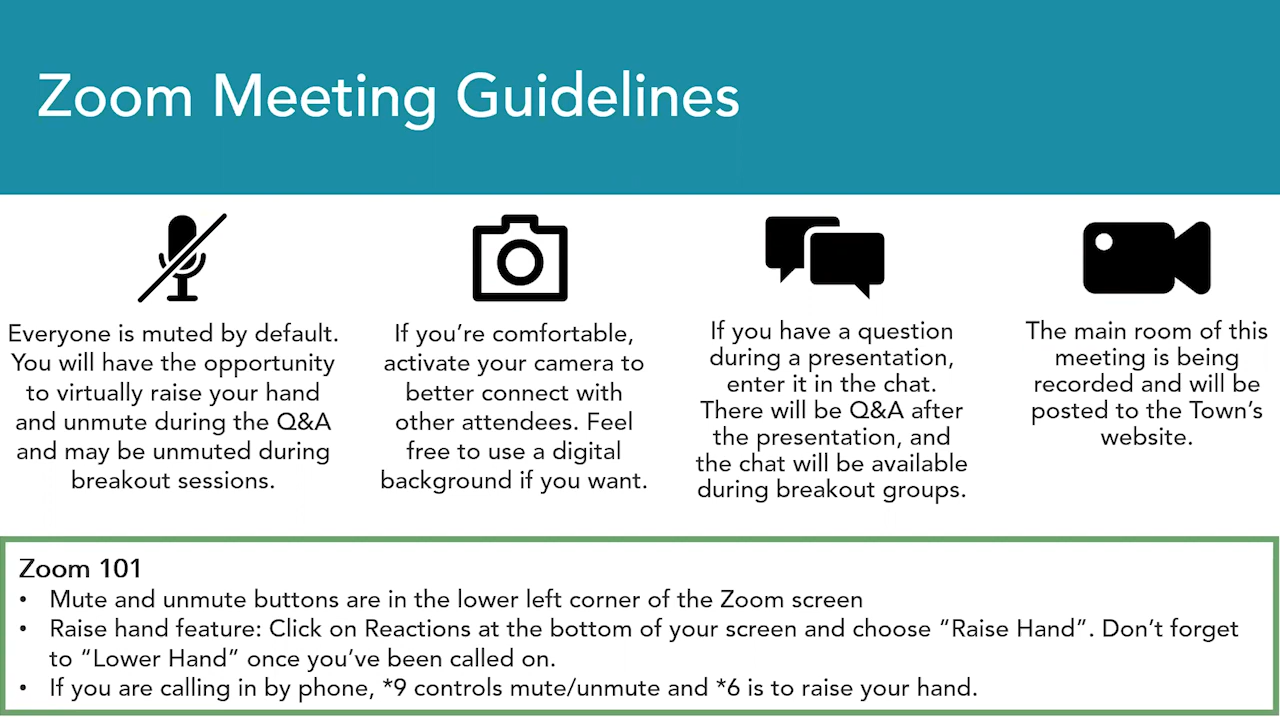 Zoom Meeting Guidelines
Everyone is muted by default.
You will have the opportunity
to virtually raise your hand
and unmute during the Q&A
and may be unmuted during
breakout sessions.
If you’re comfortable,
activate your camera to
better connect with
other attendees. Feel
free to use a digital
background if you want.
If you have a question
during a presentation,
enter it in the chat.
There will be Q&A after
the presentation, and
the chat will be available
during breakout groups.
The main room of this
meeting is being
recorded and will be
posted to the Town’s
website.
Zoom 101
• Mute and unmute buttons are in the lower left corner of the Zoom screen
• Raise hand feature: Click on Reactions at the bottom of your screen and choose “Raise Hand”. Don’t forget
to “Lower Hand” once you’ve been called on.
• If you are calling in by phone, *9 controls mute/unmute and *6 is to raise your hand.